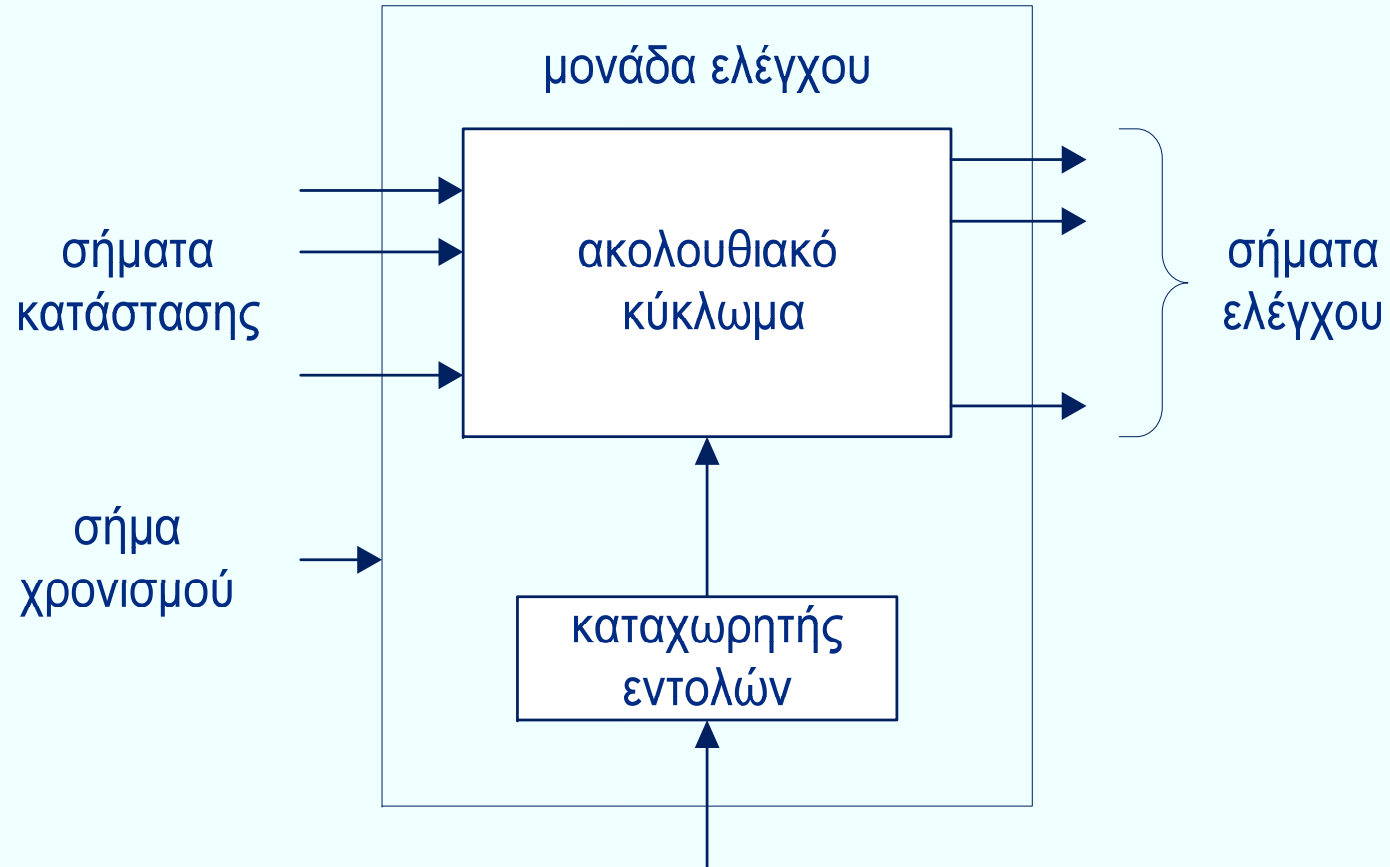 μονάδα ελέγχου
σήματα
κατάστασης
ακολουθιακό
κύκλωμα
σήματα
ελέγχου
σήμα
χρονισμού
καταχωρητής
εντολών